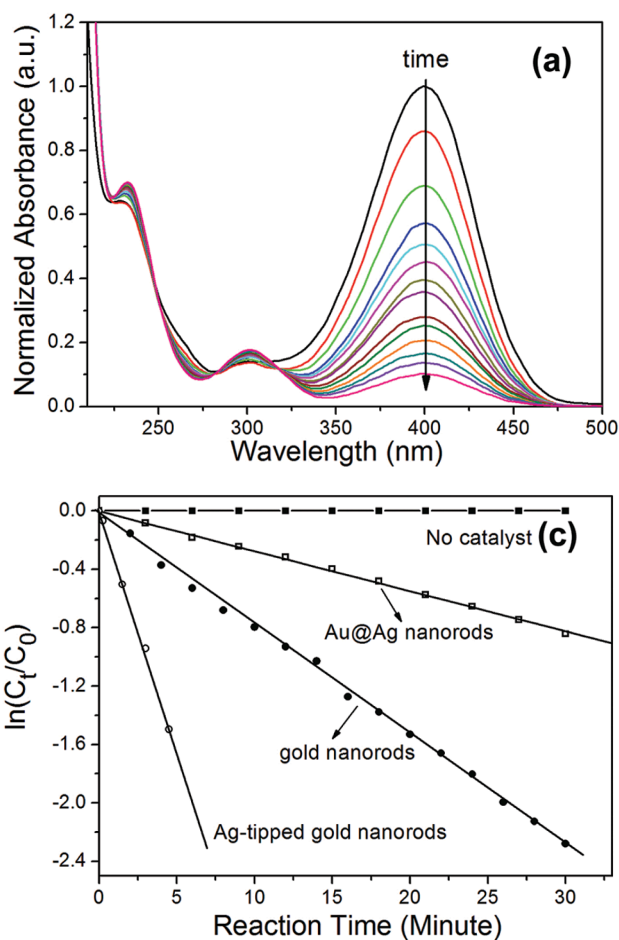 (a)
time
Normalized Absorbance (a.u.)
1.2
1.0
0.8
0.6
0.4
0.2
0.0
250 300 350 400 450 500
Wavelength (nm)
(c)
No catalyst
Au@Ag nanorods
gold nanorods
Ag-tipped gold nanorods
ln(Ct/C0)
0.0
-0.4
-0.8
-1.2
-1.6
-2.0
-2.4
0 5 10 15 20 25 30
Reaction Time (Minute)